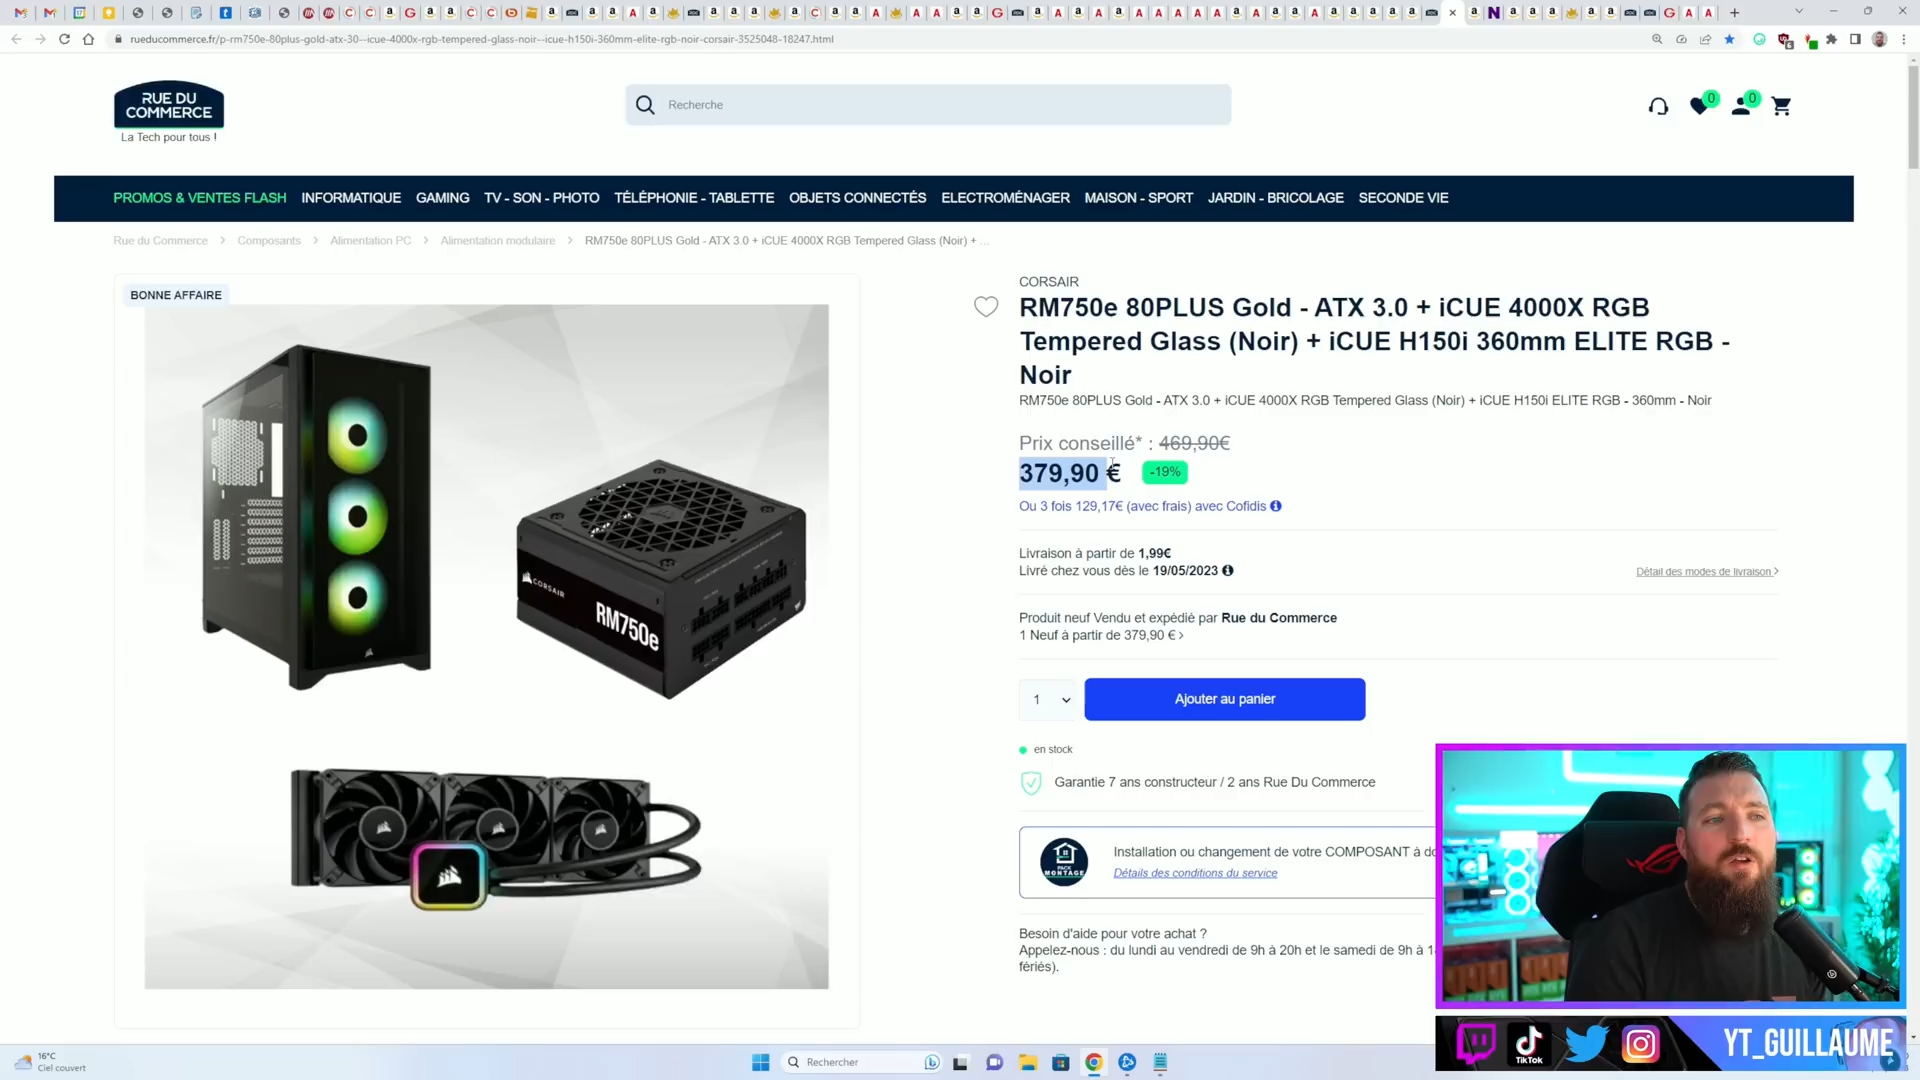 rueducommerce.fr/p-rm750e-80plus-gold-atx-30--icue-4000x-rgb-tempered-glass-noir--icue-h150i-360mm-elite-rgb-noir-corsair-3525048-18247.html
RUE DU
COMMERCE
La Tech pour tous !
Recherche
0
0
PROMOS & VENTES FLASH INFORMATIQUE GAMING TV - SON - PHOTO TÉLÉPHONIE - TABLETTE OBJETS CONNECTÉS ELECTROMÉNAGER MAISON - SPORT JARDIN - BRICOLAGE SECONDE VIE
Rue du Commerce > Composants > Alimentation PC > Alimentation modulaire > RM750e 80PLUS Gold - ATX 3.0 + iCUE 4000X RGB Tempered Glass (Noir) + ...
BONNE AFFAIRE
CORSAIR
RM750e
CORSAIR
RM750e 80PLUS Gold - ATX 3.0 + iCUE 4000X RGB
Tempered Glass (Noir) + iCUE H150i 360mm ELITE RGB -
Noir
RM750e 80PLUS Gold - ATX 3.0 + iCUE 4000X RGB Tempered Glass (Noir) + iCUE H150i ELITE RGB - 360mm - Noir
Prix conseillé* : 469,90€
379,90 € -19%
Ou 3 fois 129,17€ (avec frais) avec Cofidis
Livraison à partir de 1,99€
Livré chez vous dès le 19/05/2023
Détail des modes de livraison >
Produit neuf Vendu et expédié par Rue du Commerce
1 Neuf à partir de 379,90 € >
1 Ajouter au panier
en stock
Garantie 7 ans constructeur / 2 ans Rue Du Commerce
PACK
MONTAGE
Installation ou changement de votre COMPOSANT à do
Détails des conditions du service
Besoin d'aide pour votre achat ?
Appelez-nous : du lundi au vendredi de 9h à 20h et le samedi de 9h à 1
fériés).
TikTok
YT_GUILLAUME
16°C
Ciel couvert
Rechercher